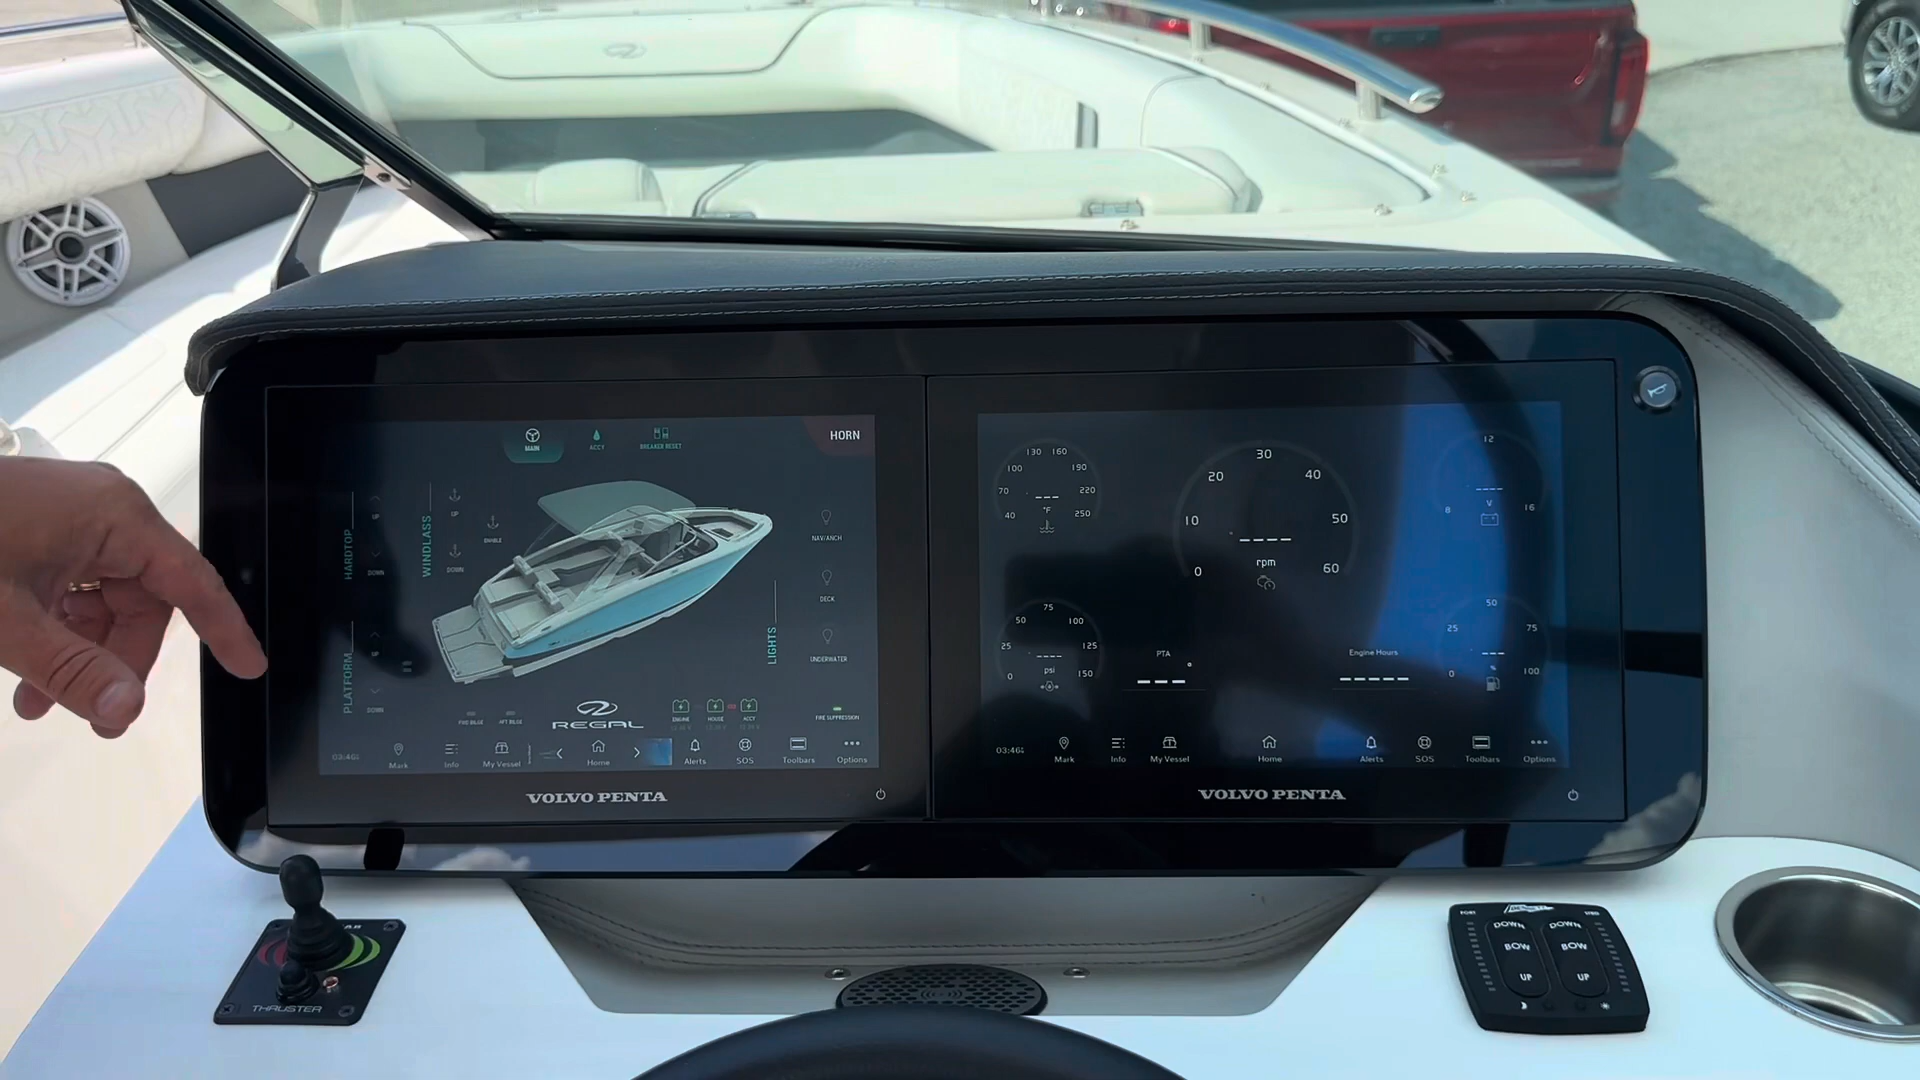 MAIN
ACCY
BREAKER RESET
HORN
HARDTOP
UP
DOWN
WINDLASS
UP
DOWN
ENABLE
PLATFORM
UP
DOWN
LIGHTS
NAV/ANCH
DECK
UNDERWATER
FIRE BILGE
AFT BILGE
REGAL
ENGINE
HOUSE
ACCY
FIRE SUPPRESSION
03:46
Mark
Info
My Vessel
Home
Alerts
SOS
Toolbars
Options
VOLVO PENTA
40
70
100
130
160
190
220
250
°F
0
10
20
30
40
50
60
rpm
8
12
16
V
0
25
50
75
100
125
150
psi
PTA
Engine Hours
0
25
50
75
100
%
03:46
Mark
Info
My Vessel
Home
Alerts
SOS
Toolbars
Options
VOLVO PENTA
THRUSTER
PORT
STBD
DOWN
DOWN
BOW
BOW
UP
UP